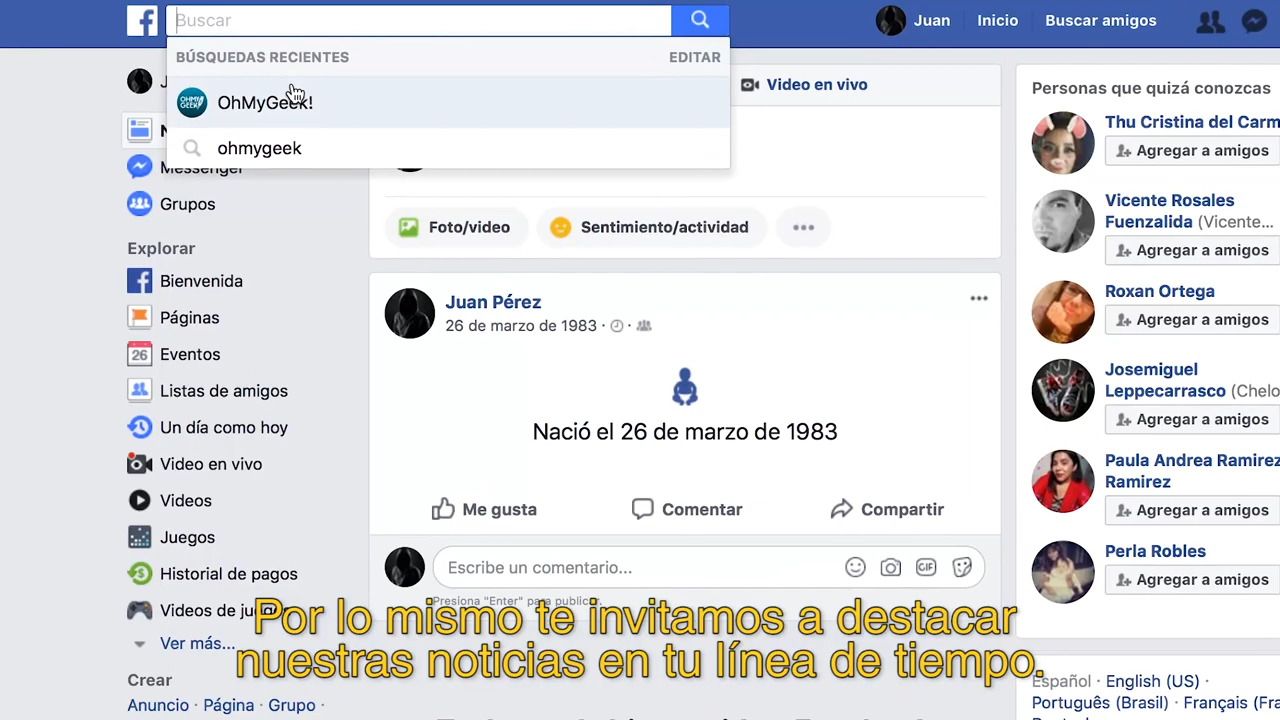 Buscar
Juan
Inicio
Buscar amigos
BÚSQUEDAS RECIENTES
EDITAR
OhMyGeek!
ohmygeek
Messenger
Grupos
Explorar
Bienvenida
Páginas
Eventos
Listas de amigos
Un día como hoy
Video en vivo
Videos
Juegos
Historial de pagos
Videos de
Ver más...
Crear
Anuncio · Página · Grupo ·
Video en vivo
Foto/video
Sentimiento/actividad
Juan Pérez
26 de marzo de 1983
Nació el 26 de marzo de 1983
Me gusta
Comentar
Compartir
Escribe un comentario...
GIF
Presiona "Enter" para publicar.
Personas que quizá conozcas
Thu Cristina del Carm
Agregar a amigos
Vicente Rosales
Fuenzalida (Vicente...
Agregar a amigos
Roxan Ortega
Agregar a amigos
Josemiguel
Leppecarrasco (Chelo
Agregar a amigos
Paula Andrea Ramirez
Ramirez
Agregar a amigos
Perla Robles
Agregar a amigos
Español · English (US) ·
Português (Brasil) · Français (Fra
Por lo mismo te invitamos a destacar
nuestras noticias en tu línea de tiempo.